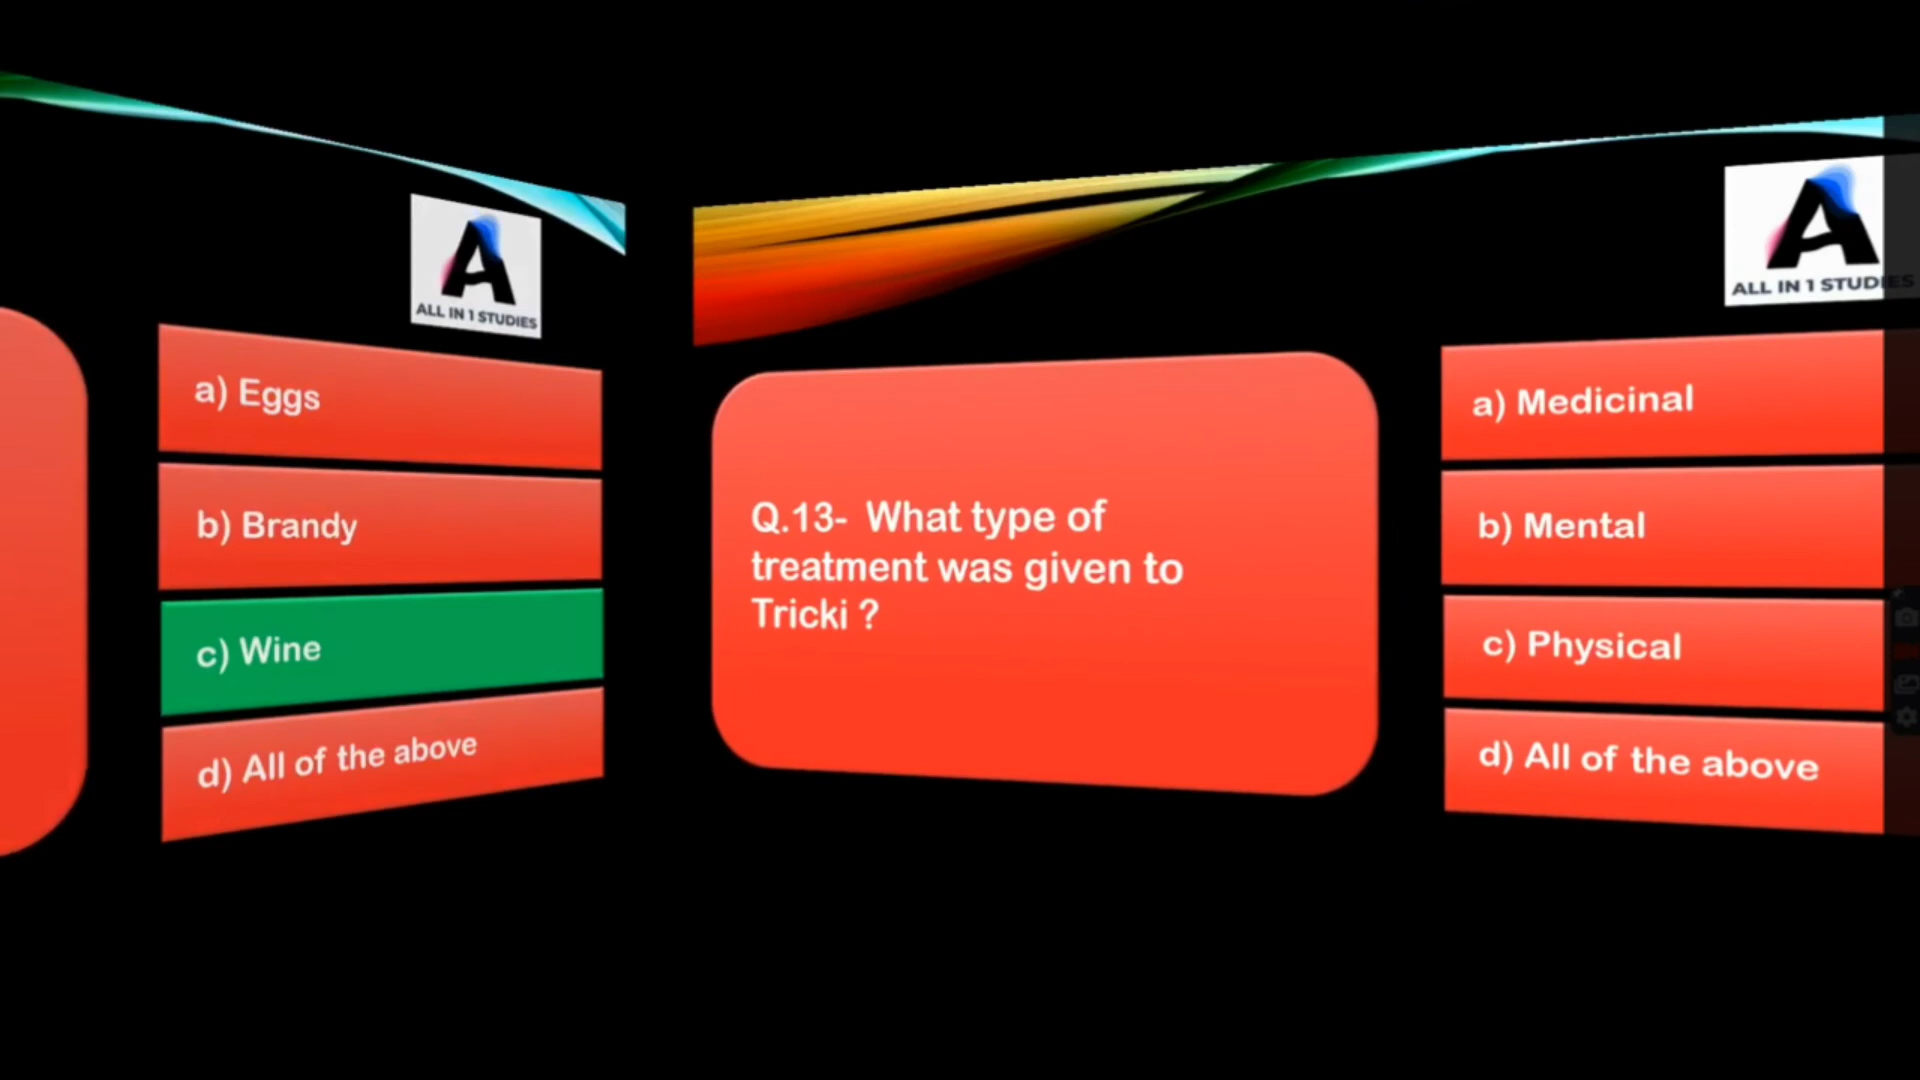 ALL IN 1 STUDIES
a) Eggs
b) Brandy
c) Wine
d) All of the above
Q.13- What type of
treatment was given to
Tricki ?
ALL IN 1 STUDIES
a) Medicinal
b) Mental
c) Physical
d) All of the above